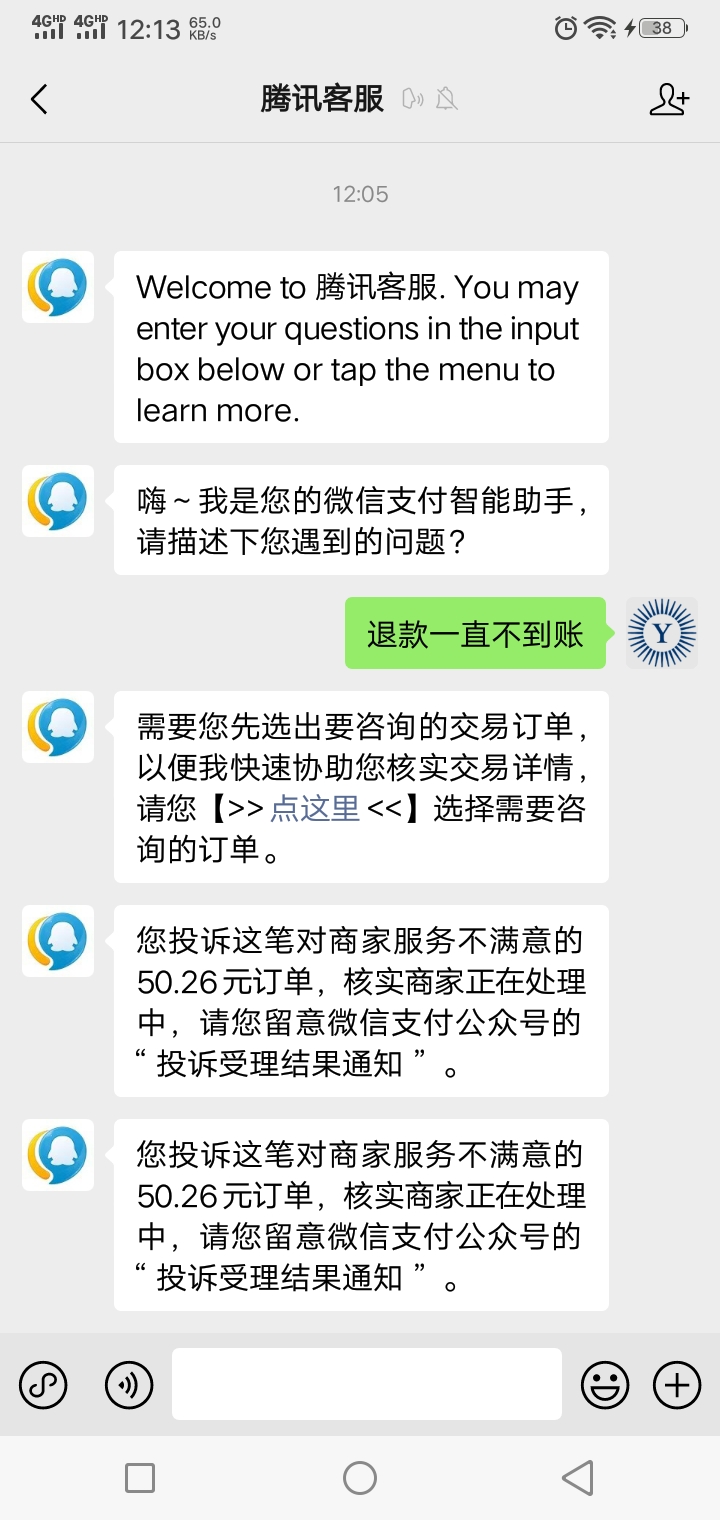 4GHD 4GHD 12:13 65.0 KB/s 38
腾讯客服
12:05
Welcome to 腾讯客服. You may
enter your questions in the input
box below or tap the menu to
learn more.
嗨~我是您的微信支付智能助手,
请描述下您遇到的问题?
退款一直不到账
Y
需要您先选出要咨询的交易订单,
以便我快速协助您核实交易详情,
请您【>>点这里<<】选择需要咨
询的订单。
您投诉这笔对商家服务不满意的
50.26元订单，核实商家正在处理
中，请您留意微信支付公众号的
“投诉受理结果通知”。
您投诉这笔对商家服务不满意的
50.26元订单，核实商家正在处理
中，请您留意微信支付公众号的
“投诉受理结果通知”。